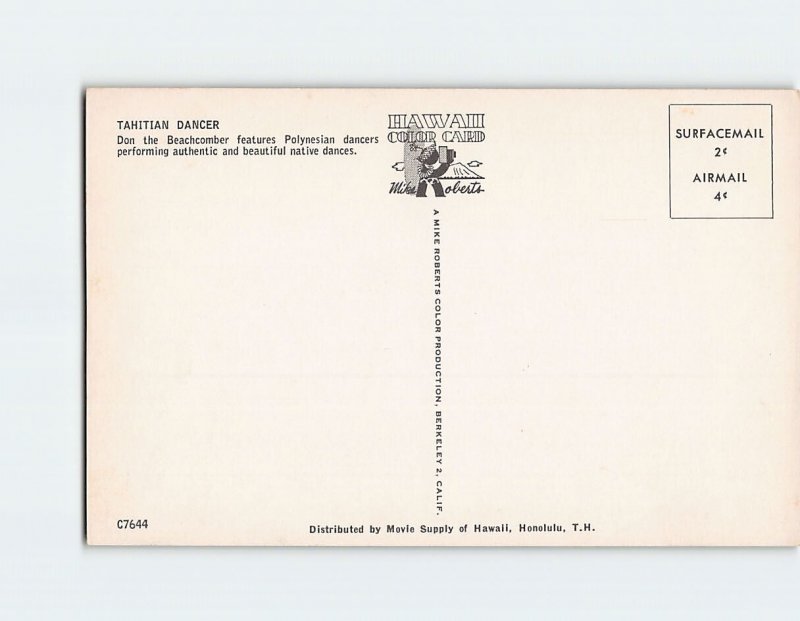 TAHITIAN DANCER
Don the Beachcomber features Polynesian dancers
performing authentic and beautiful native dances.
HAWAII
COLOR CARD
Mike Roberts
SURFACEMAIL
2¢
AIRMAIL
4¢
A MIKE ROBERTS COLOR PRODUCTION, BERKELEY 2, CALIF.
C7644
Distributed by Movie Supply of Hawaii, Honolulu, T.H.